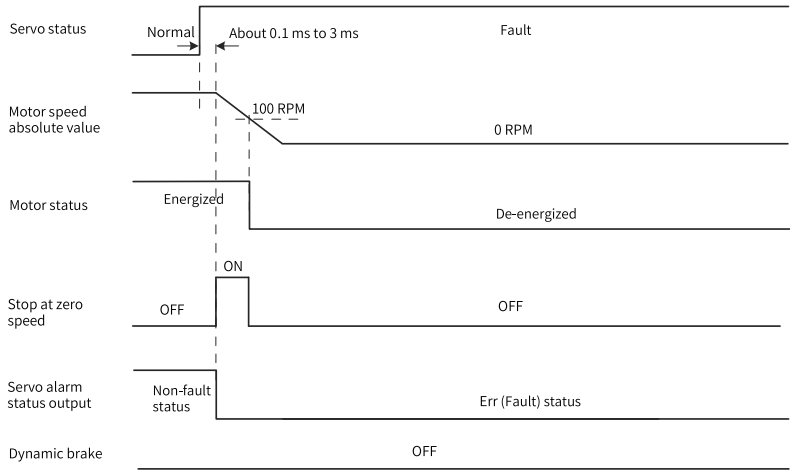 Servo status
Normal
About 0.1 ms to 3 ms
Fault
Motor speed
absolute value
100 RPM
0 RPM
Motor status
Energized
De-energized
Stop at zero
speed
OFF
ON
OFF
Servo alarm
status output
Non-fault
status
Err (Fault) status
Dynamic brake
OFF